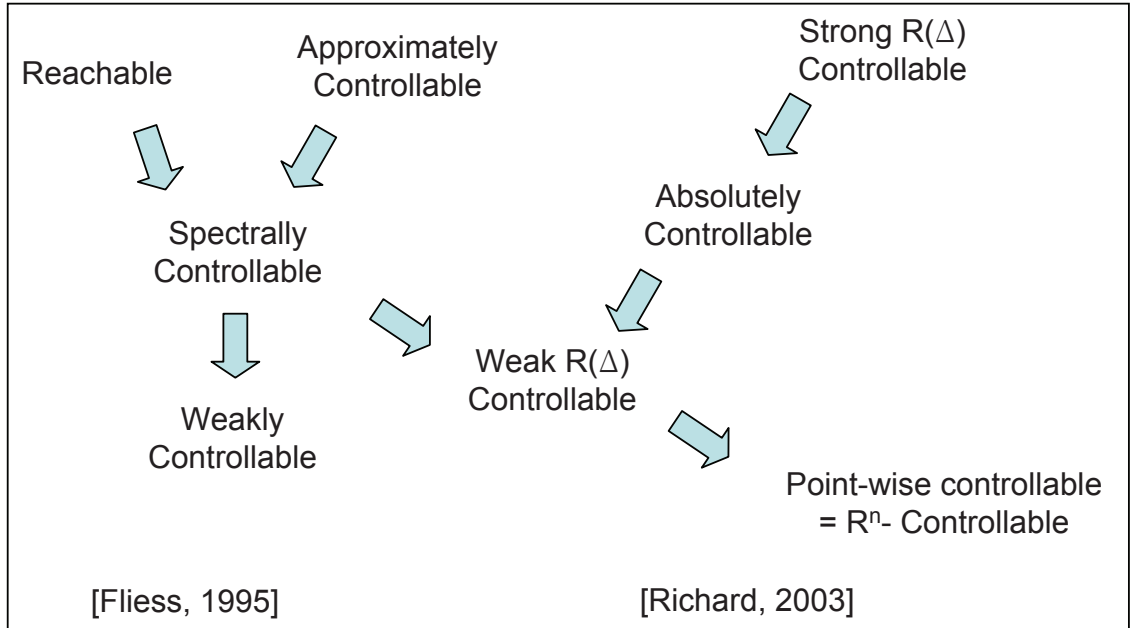 Reachable
Approximately
Controllable
Strong R(Δ)
Controllable
Absolutely
Controllable
Spectrally
Controllable
Weak R(Δ)
Controllable
Weakly
Controllable
Point-wise controllable
= Rⁿ- Controllable
[Fliess, 1995]
[Richard, 2003]